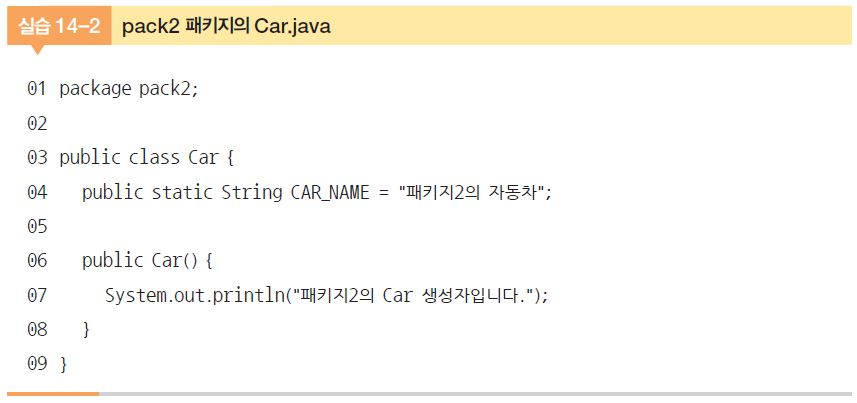 실습 14-2 pack2 패키지의 Car.java
01 package pack2;
02
03 public class Car {
04 public static String CAR_NAME = "패키지2의 자동차";
05
06 public Car() {
07 System.out.println("패키지2의 Car 생성자입니다.");
08 }
09 }